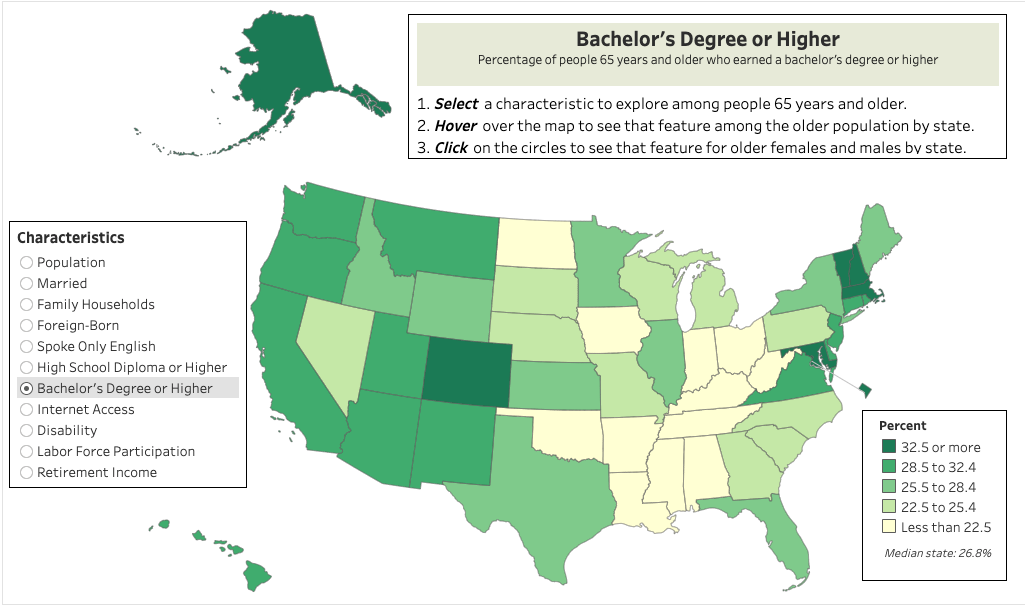 Bachelor's Degree or Higher
Percentage of people 65 years and older who earned a bachelor's degree or higher
1. Select a characteristic to explore among people 65 years and older.
2. Hover over the map to see that feature among the older population by state.
3. Click on the circles to see that feature for older females and males by state.
Characteristics
Population
Married
Family Households
Foreign-Born
Spoke Only English
High School Diploma or Higher
Bachelor's Degree or Higher
Internet Access
Disability
Labor Force Participation
Retirement Income
Percent
32.5 or more
28.5 to 32.4
25.5 to 28.4
22.5 to 25.4
Less than 22.5
Median state: 26.8%